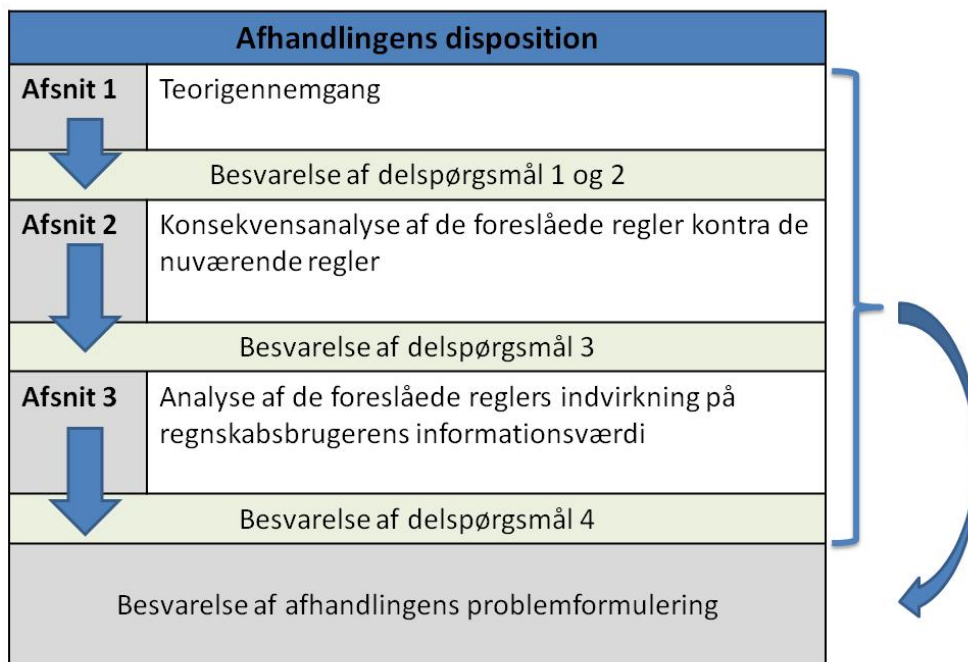 Afhandlingens disposition
Afsnit 1
Teorigennemgang
Besvarelse af delspørgsmål 1 og 2
Afsnit 2
Konsekvensanalyse af de foreslåede regler kontra de
nuværende regler
Besvarelse af delspørgsmål 3
Afsnit 3
Analyse af de foreslåede reglers indvirkning på
regnskabsbrugerens informationsværdi
Besvarelse af delspørgsmål 4
Besvarelse af afhandlingens problemformulering